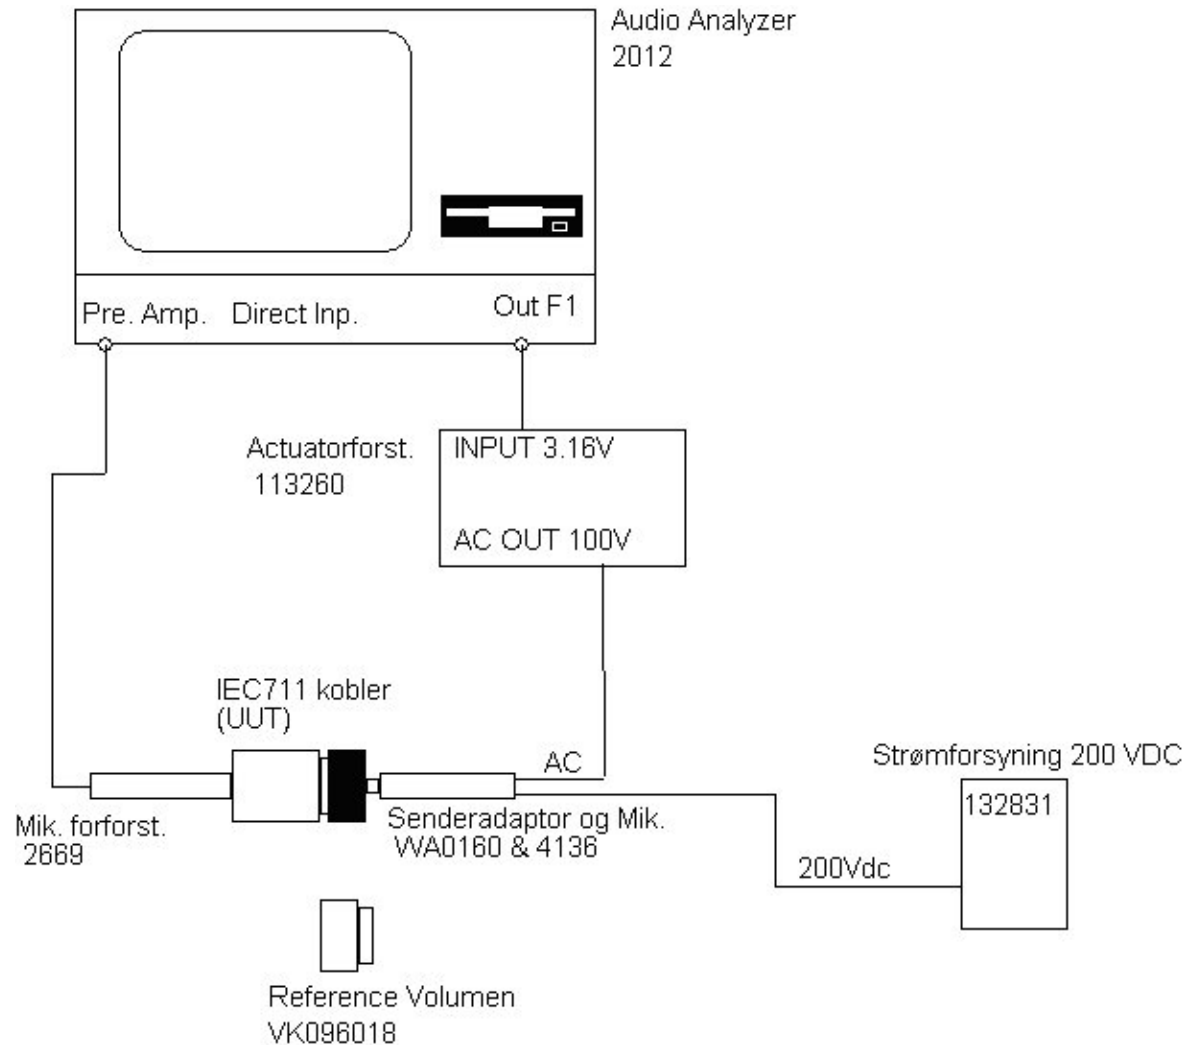 Audio Analyzer
2012
Pre. Amp.
Direct Inp.
Out F1
Actuatorforst.
113260
INPUT 3.16V
AC OUT 100V
IEC711 kobler
(UUT)
AC
Strømforsyning 200 VDC
132831
Mik. forforst.
2669
Senderadaptor og Mik.
WA0160 & 4136
200Vdc
Reference Volumen
VK096018